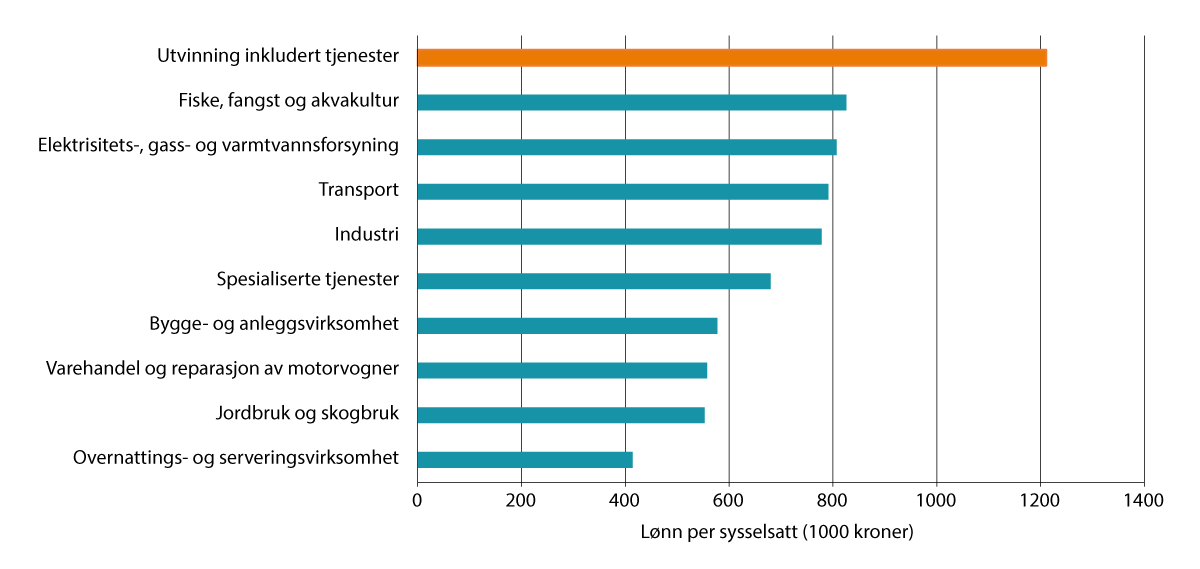 Utvinning inkludert tjenester
Fiske, fangst og akvakultur
Elektrisitets-, gass- og varmtvannsforsyning
Transport
Industri
Spesialiserte tjenester
Bygge- og anleggsvirksomhet
Varehandel og reparasjon av motorvogner
Jordbruk og skogbruk
Overnattings- og serveringsvirksomhet
0 200 400 600 800 1000 1200 1400
Lønn per sysselsatt (1000 kroner)